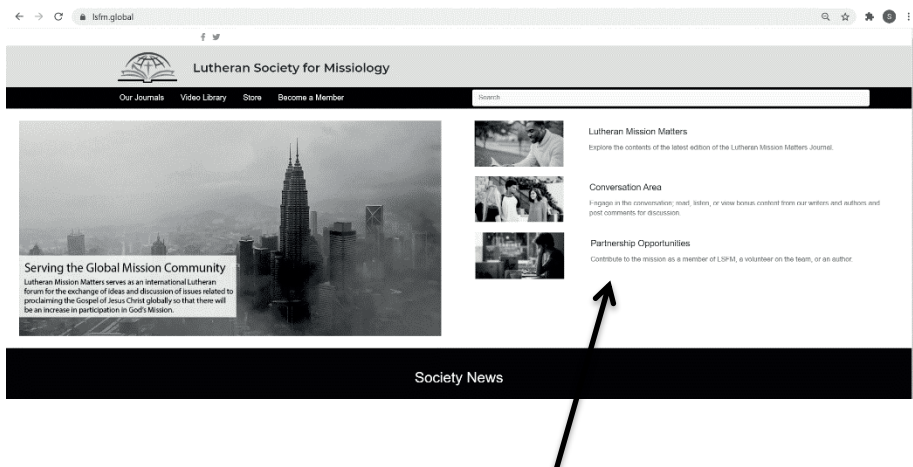 lsfm.global
S
Lutheran Society for Missiology
Our Journals Video Library Store Become a Member
Search
Serving the Global Mission Community
Lutheran Mission Matters serves as an international Lutheran
forum for the exchange of ideas and discussion of issues related to
proclaiming the Gospel of Jesus Christ globally so that there will
be an increase in participation in God's Mission.
Lutheran Mission Matters
Explore the contents of the latest edition of the Lutheran Mission Matters Journal.
Conversation Area
Engage in the conversation; read, listen, or view bonus content from our writers and authors and
post comments for discussion.
Partnership Opportunities
Contribute to the mission as a member of LSFM, a volunteer on the team, or an author.
Society News